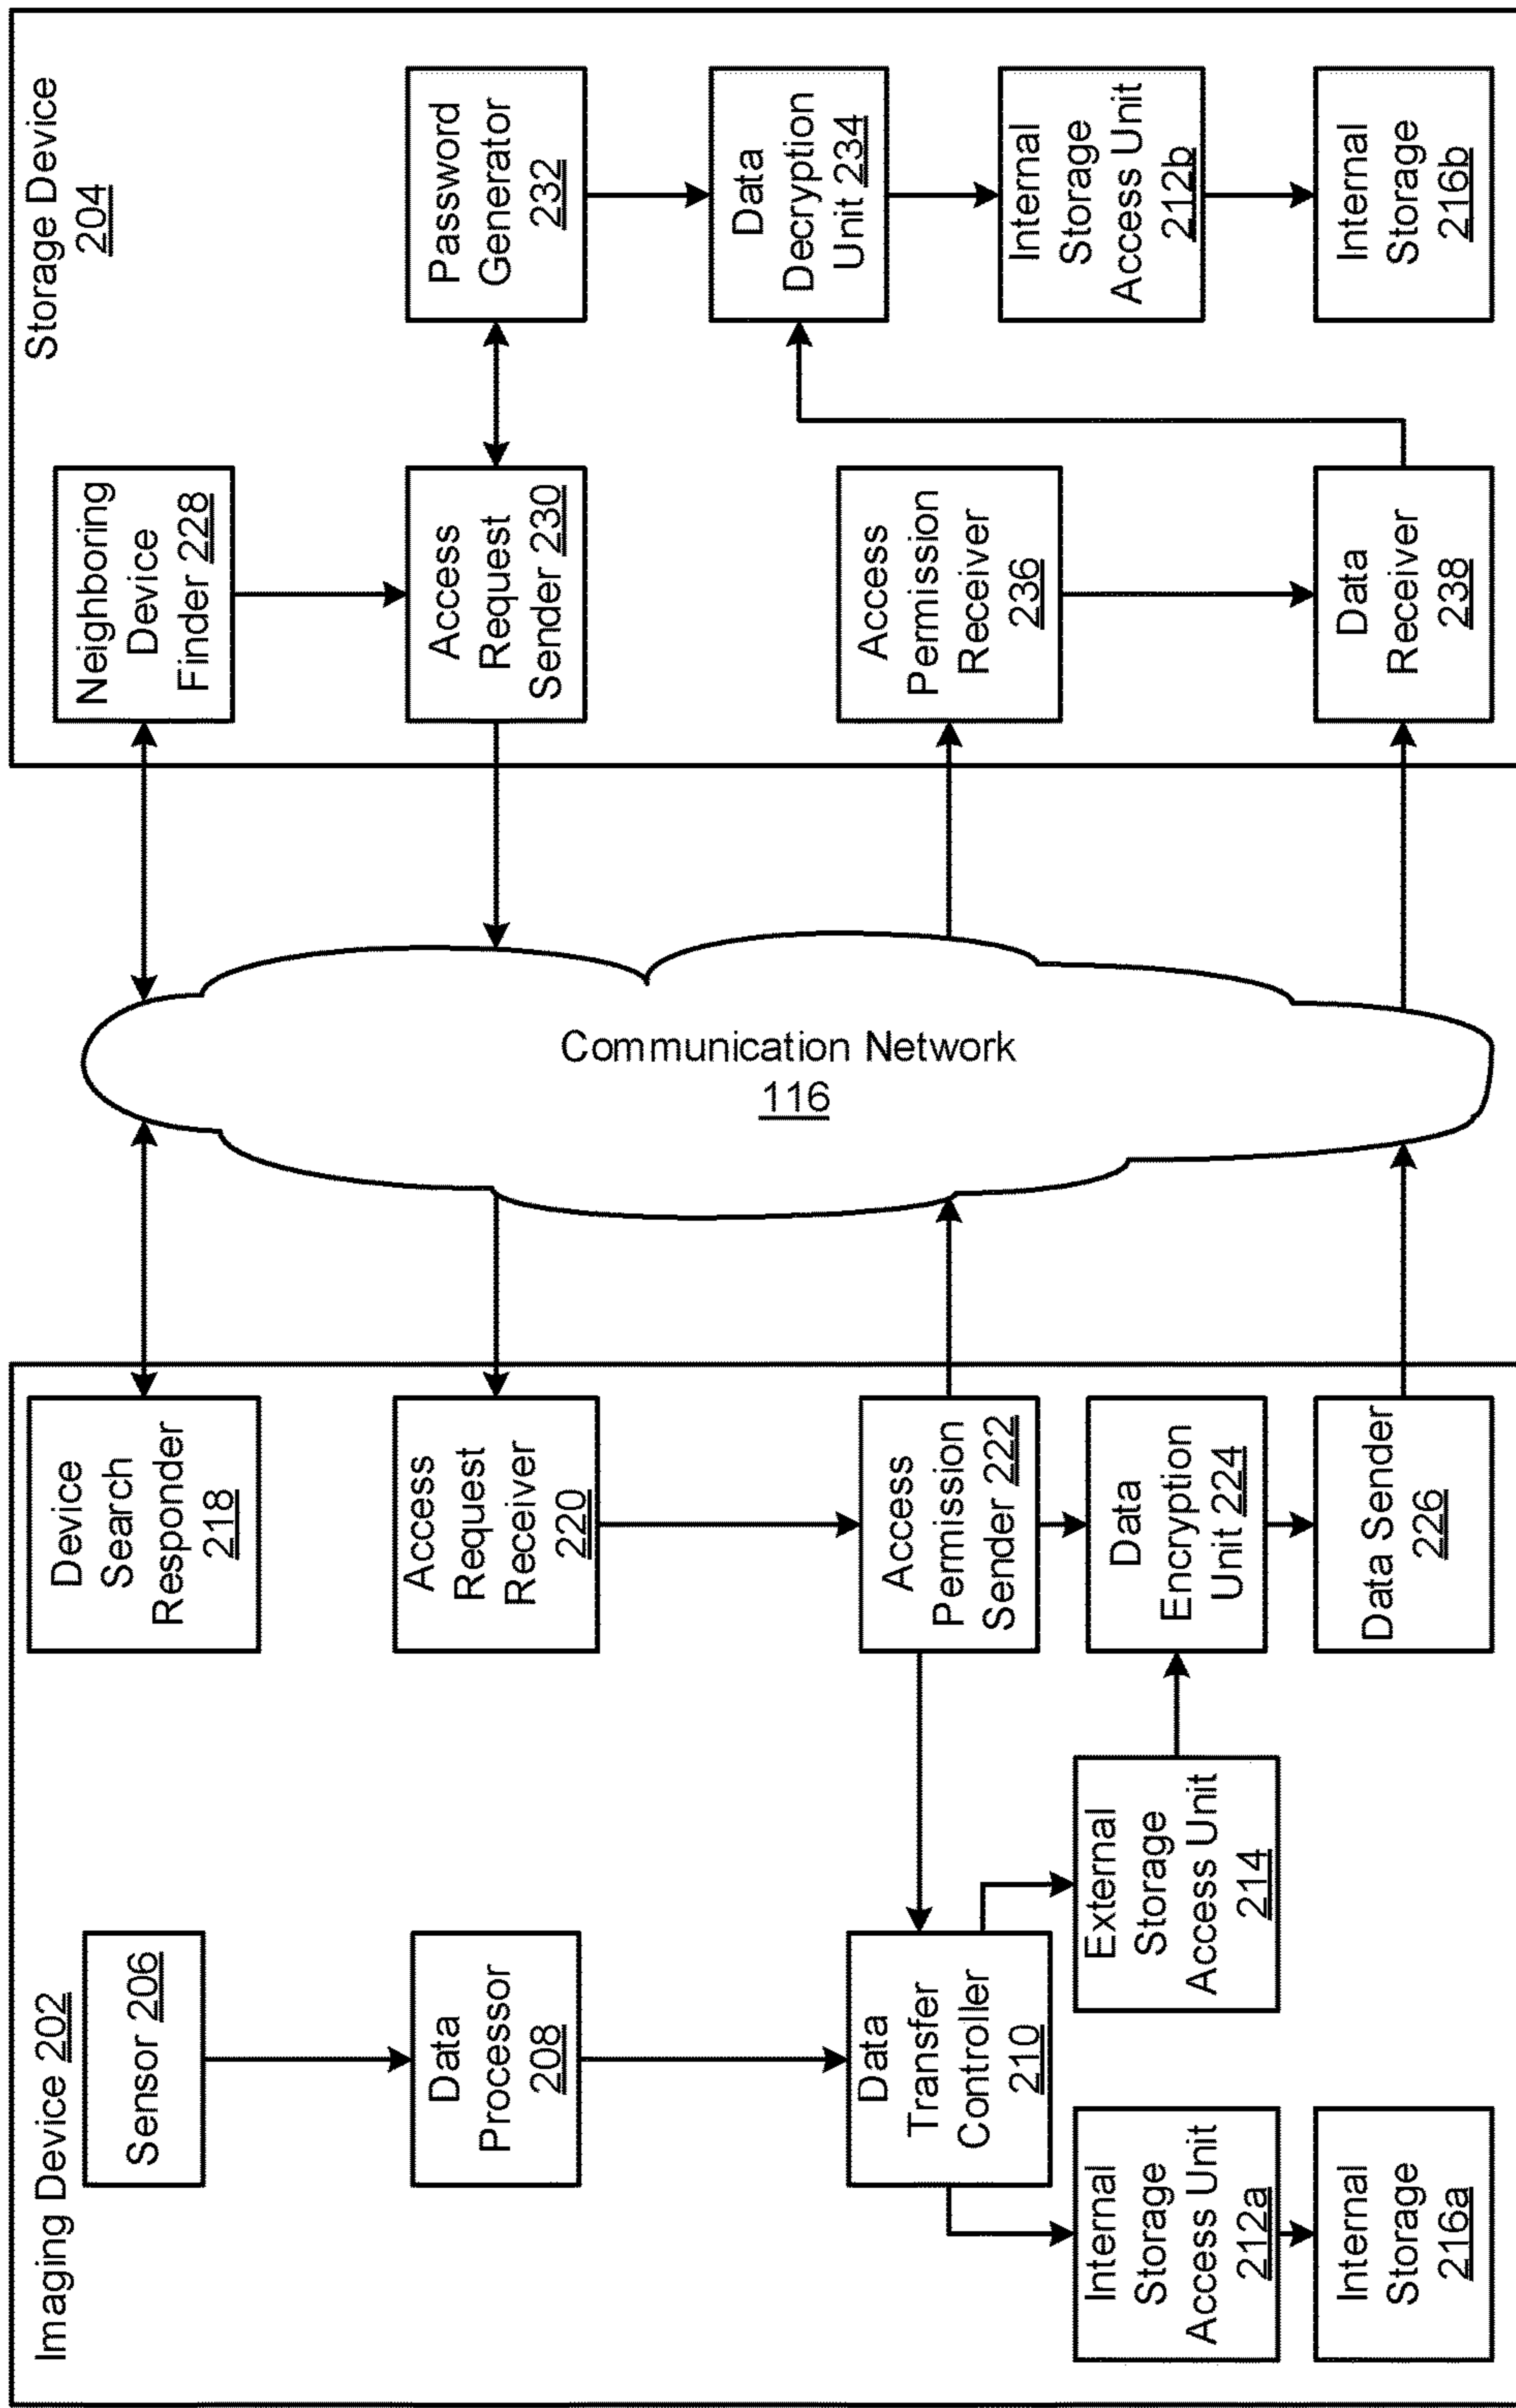 Imaging Device 202
Sensor 206
Data
Processor
208
Data
Transfer
Controller
210
Internal
Storage
Access Unit
212a
Internal
Storage
216a
External
Storage
Access Unit
214
Device
Search
Responder
218
Access
Request
Receiver
220
Access
Permission
Sender 222
Data
Encryption
Unit 224
Data Sender
226
Communication Network
116
Storage Device
204
Neighboring
Device
Finder 228
Access
Request
Sender 230
Password
Generator
232
Access
Permission
Receiver
236
Data
Receiver
238
Data
Decryption
Unit 234
Internal
Storage
Access Unit
212b
Internal
Storage
216b